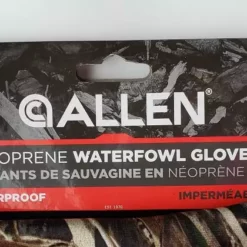 ALLEN®
OPRENE WATERFOWL GLOVE
ANTS DE SAUVAGINE EN NÉOPRÈNE
RPROOF IMPERMÉAB